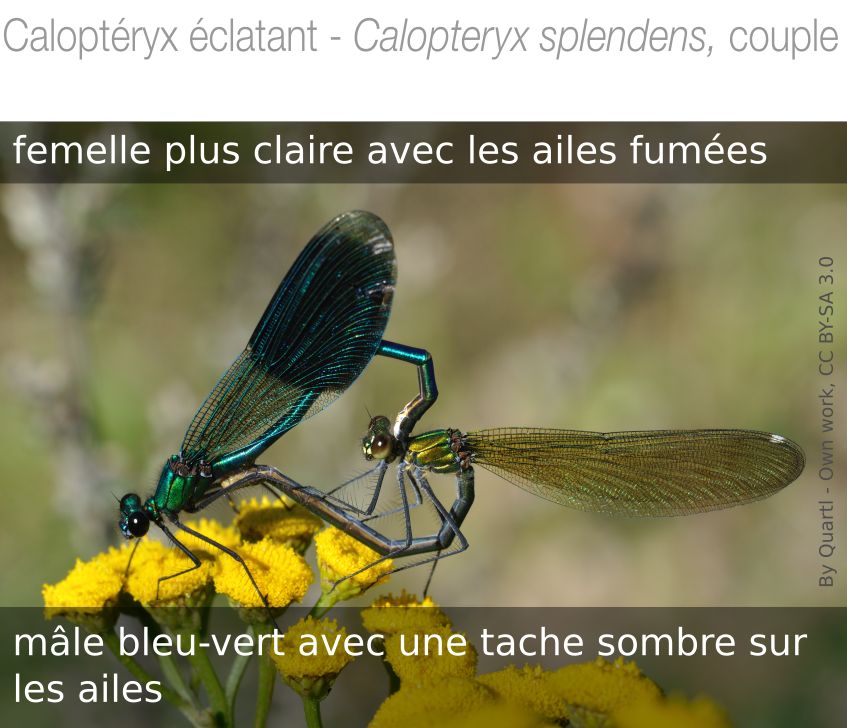 Caloptéryx éclatant - Calopteryx splendens, couple
femelle plus claire avec les ailes fumées
By Quartl - Own work, CC BY-SA 3.0
mâle bleu-vert avec une tache sombre sur
les ailes